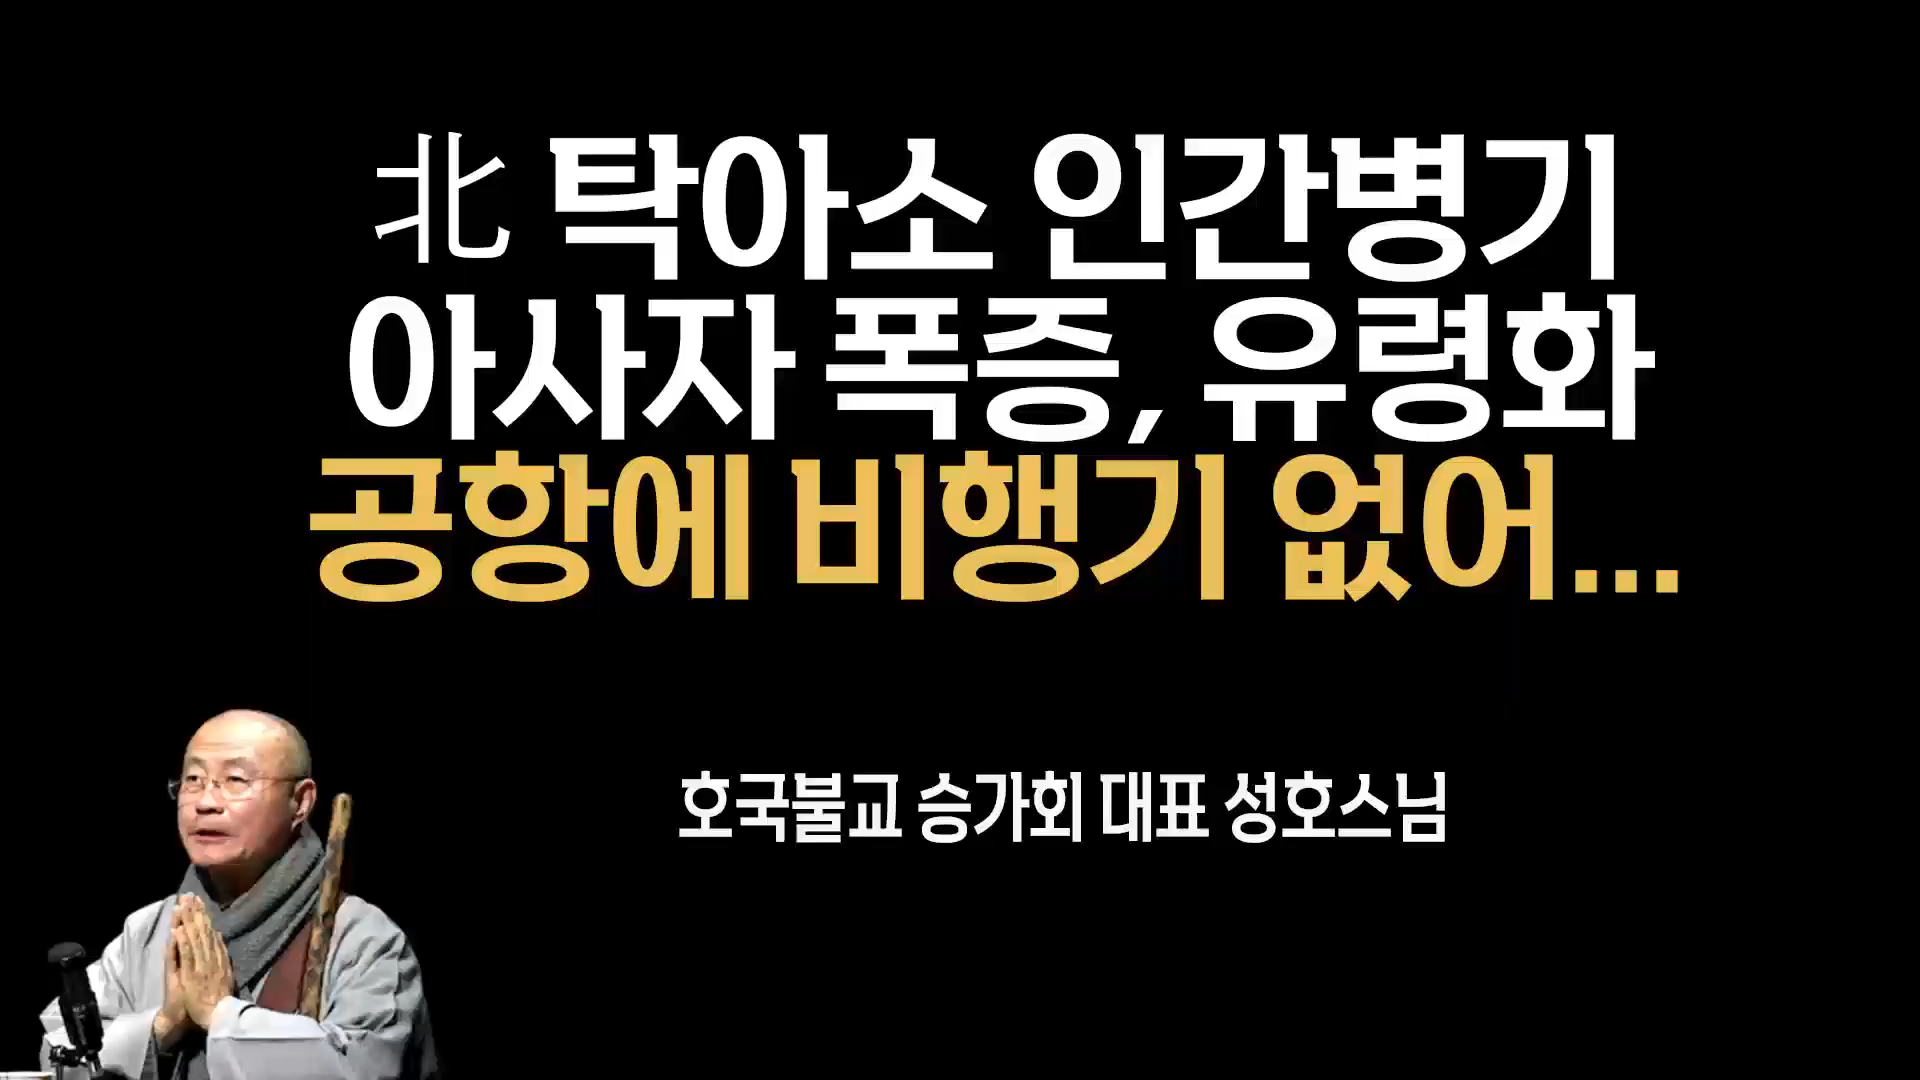 北 탁아소 인간병기
아사자 폭증, 유령화
공항에 비행기 없어...
호국불교 승가회 대표 성호스님